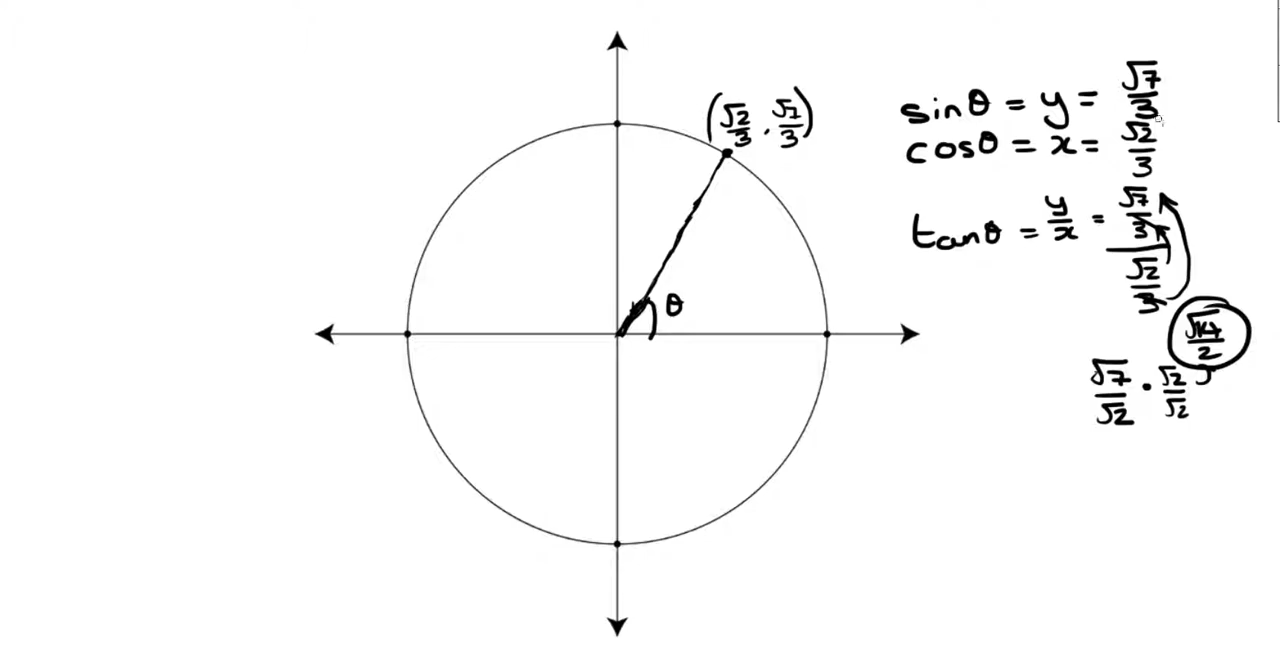 (√2/3, √7/3)
θ
sinθ = y = √7/3
cosθ = x = √2/3
tanθ = y/x = (√7/3)/(√2/3)
√14/2
√7/√2 · √2/√2